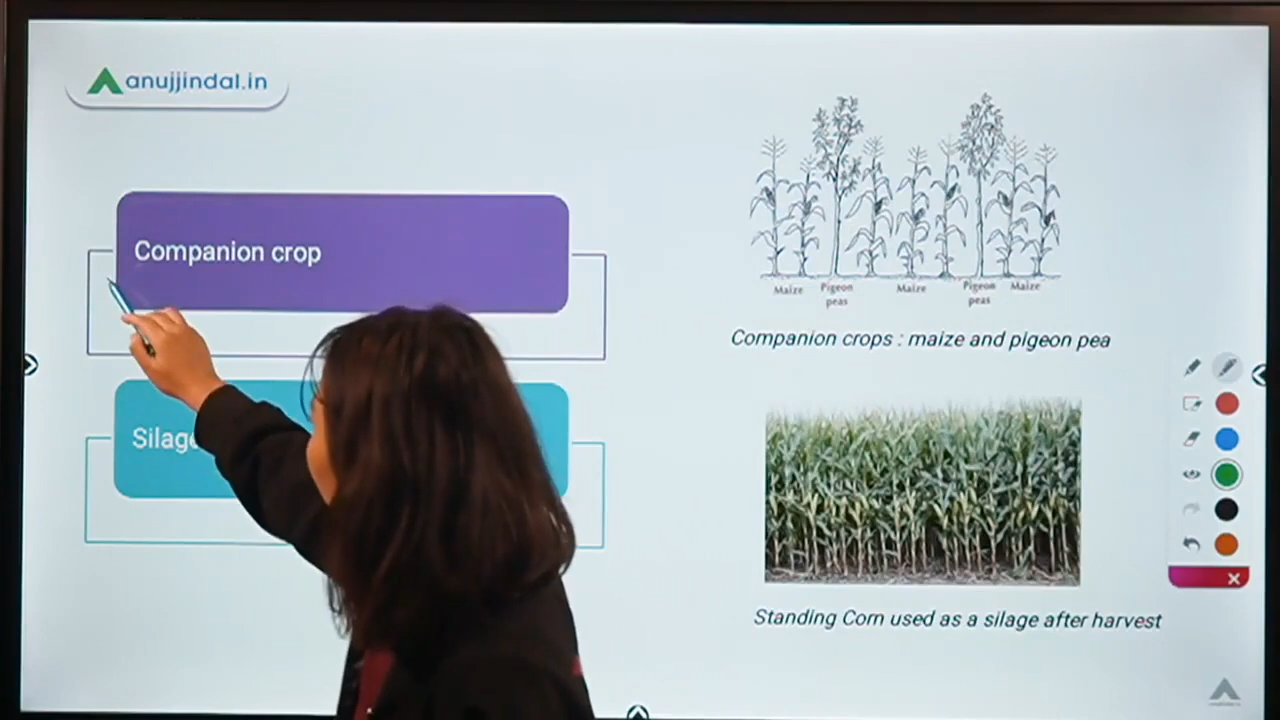 anujjindal.in
Companion crop
Silage
Maize Pigeon peas Maize Pigeon peas Maize
Companion crops : maize and pigeon pea
Standing Corn used as a silage after harvest